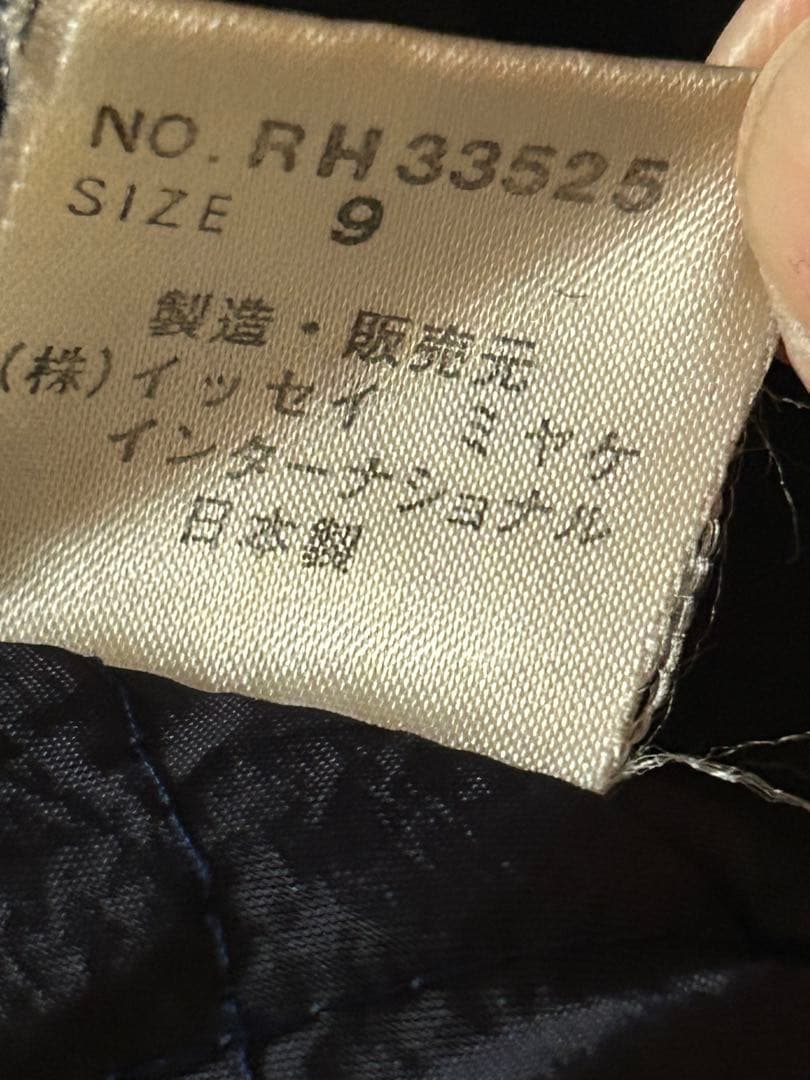 NO. RH33525
SIZE 9
製造・販売元
(株)イッセイ ミヤケ
インターナショナル
日本製